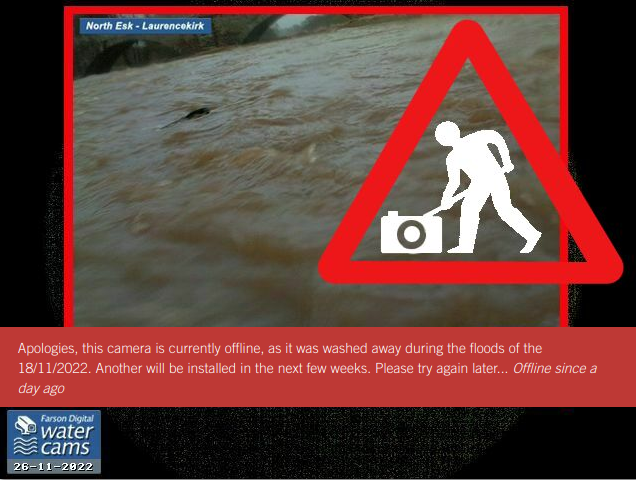 North Esk - Laurencekirk
Apologies, this camera is currently offline, as it was washed away during the floods of the
18/11/2022. Another will be installed in the next few weeks. Please try again later... Offline since a
day ago
Farson Digital
water
cams
26-11-2022